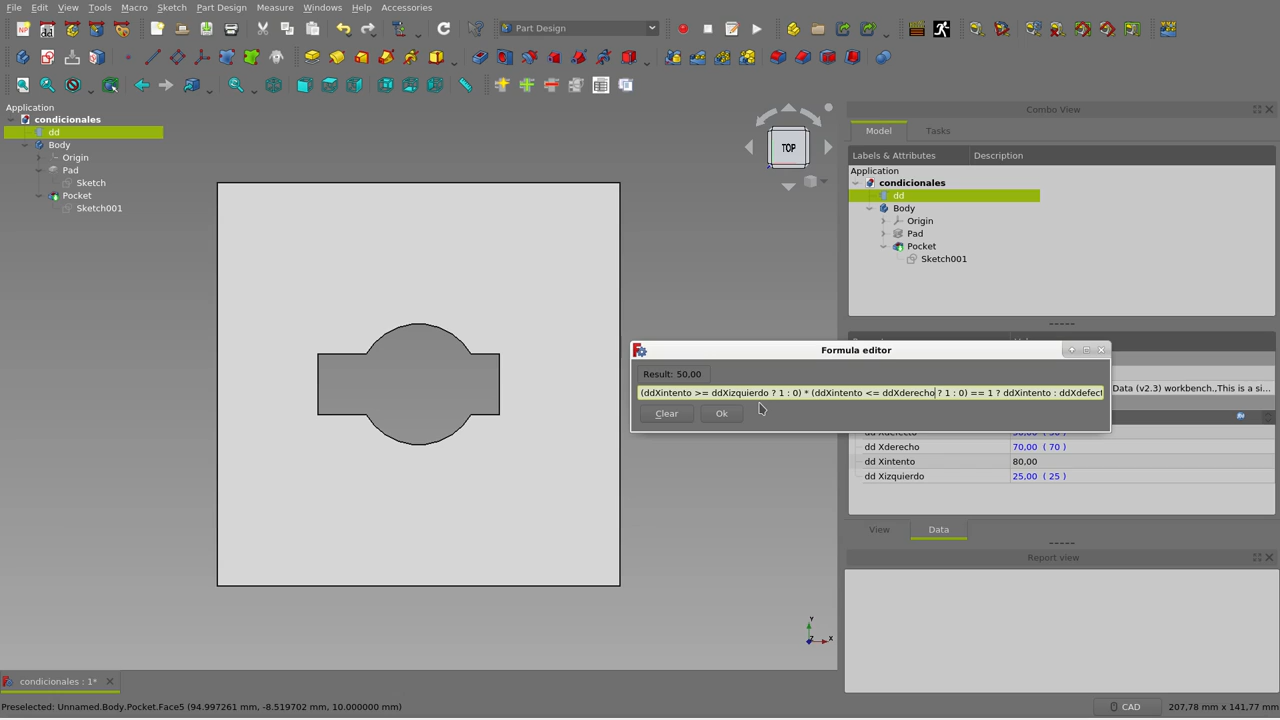 File Edit View Tools Macro Sketch Part Design Measure Windows Help Accessories
Part Design
Application
condicionales
dd
Body
Origin
Pad
Sketch
Pocket
Sketch001
TOP
Combo View
Model Tasks
Labels & Attributes Description
Application
condicionales
dd
Body
Origin
Pad
Pocket
Sketch001
Formula editor
Result: 50,00
(ddXintento >= ddXizquierdo ? 1 : 0) * (ddXintento <= ddXderecho ? 1 : 0) == 1 ? ddXintento : ddXdefect
Clear Ok
Data (v2.3) workbench.,This is a si...
dd Xderecho 70,00 ( 70 )
dd Xintento 80,00
dd Xizquierdo 25,00 ( 25 )
View Data
Report view
Y
Z X
condicionales : 1*
Preselected: Unnamed.Body.Pocket.Face5 (94.997261 mm, -8.519702 mm, 10.000000 mm)
CAD
207,78 mm x 141,77 mm